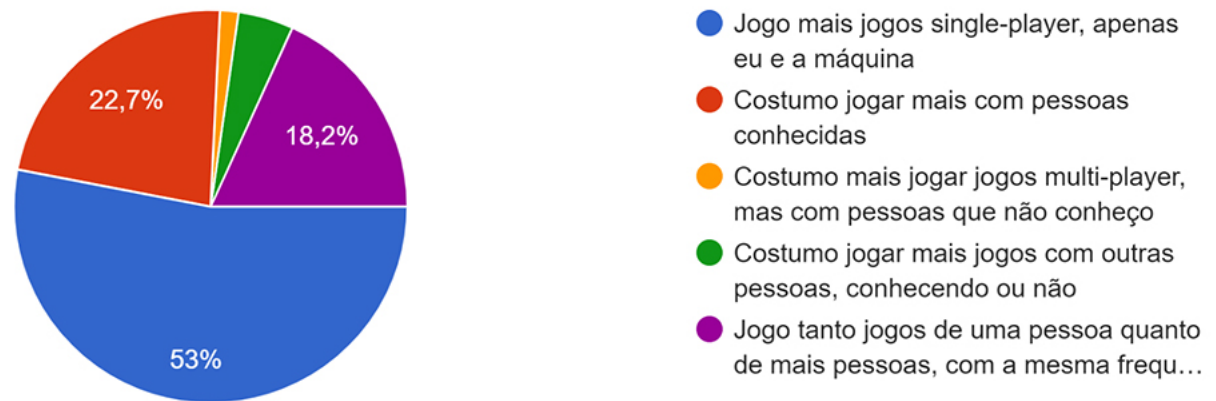 22,7%
18,2%
53%
Jogo mais jogos single-player, apenas
eu e a máquina
Costumo jogar mais com pessoas
conhecidas
Costumo mais jogar jogos multi-player,
mas com pessoas que não conheço
Costumo jogar mais jogos com outras
pessoas, conhecendo ou não
Jogo tanto jogos de uma pessoa quanto
de mais pessoas, com a mesma frequ…